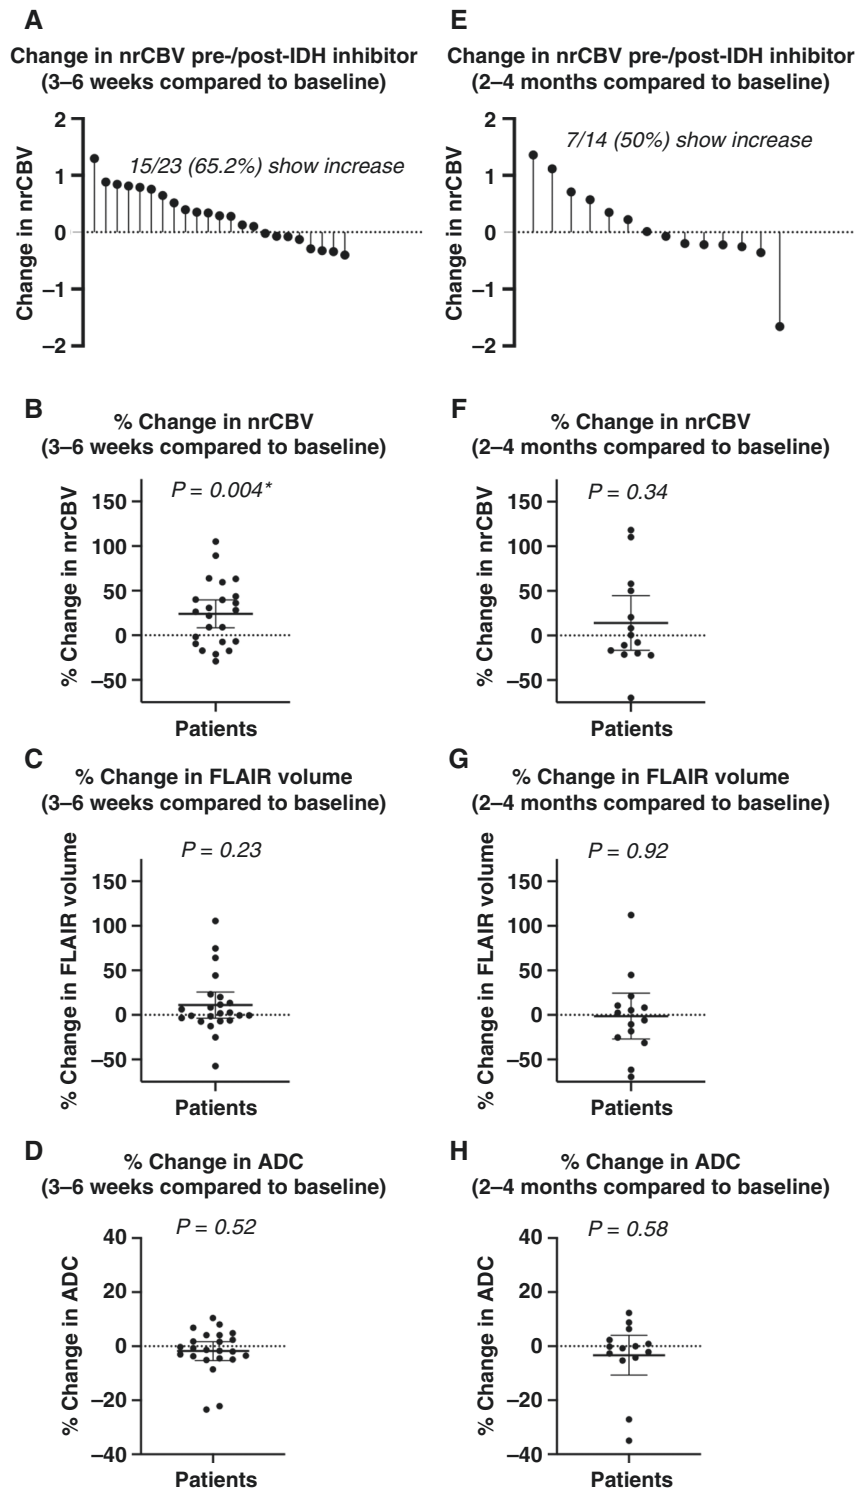 A
Change in nrCBV pre-/post-IDH inhibitor
(3–6 weeks compared to baseline)
Change in nrCBV
2
1
0
–1
–2
15/23 (65.2%) show increase
B
% Change in nrCBV
(3–6 weeks compared to baseline)
% Change in nrCBV
150
100
50
0
–50
P = 0.004*
Patients
C
% Change in FLAIR volume
(3–6 weeks compared to baseline)
% Change in FLAIR volume
150
100
50
0
–50
P = 0.23
Patients
D
% Change in ADC
(3–6 weeks compared to baseline)
% Change in ADC
40
20
0
–20
–40
P = 0.52
Patients
E
Change in nrCBV pre-/post-IDH inhibitor
(2–4 months compared to baseline)
Change in nrCBV
2
1
0
–1
–2
7/14 (50%) show increase
F
% Change in nrCBV
(2–4 months compared to baseline)
% Change in nrCBV
150
100
50
0
–50
P = 0.34
Patients
G
% Change in FLAIR volume
(2–4 months compared to baseline)
% Change in FLAIR volume
150
100
50
0
–50
P = 0.92
Patients
H
% Change in ADC
(2–4 months compared to baseline)
% Change in ADC
40
20
0
–20
–40
P = 0.58
Patients